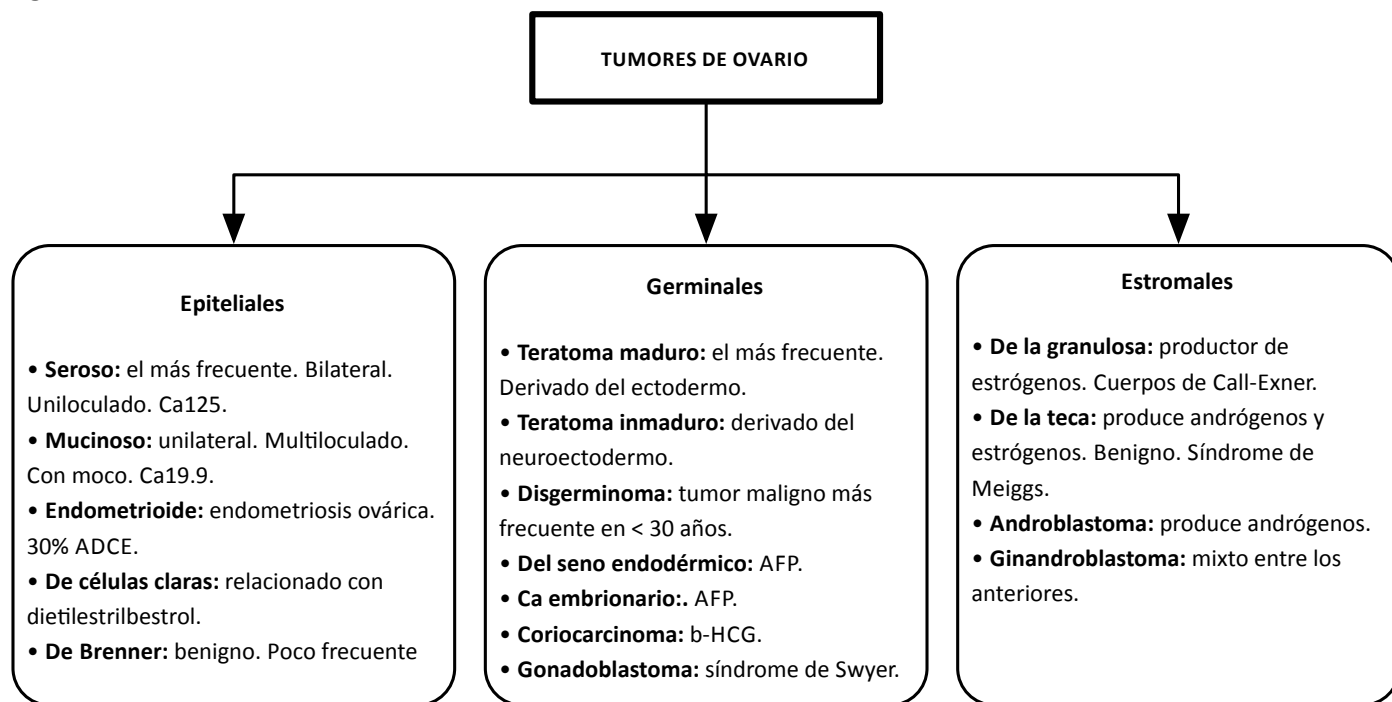 TUMORES DE OVARIO
Epiteliales
• Seroso: el más frecuente. Bilateral.
Uniloculado. Ca125.
• Mucinoso: unilateral. Multiloculado.
Con moco. Ca19.9.
• Endometrioide: endometriosis ovárica.
30% ADCE.
• De células claras: relacionado con
dietilestrilbestrol.
• De Brenner: benigno. Poco frecuente
Germinales
• Teratoma maduro: el más frecuente.
Derivado del ectodermo.
• Teratoma inmaduro: derivado del
neuroectodermo.
• Disgerminoma: tumor maligno más
frecuente en < 30 años.
• Del seno endodérmico: AFP.
• Ca embrionario:. AFP.
• Coriocarcinoma: b-HCG.
• Gonadoblastoma: síndrome de Swyer.
Estromales
• De la granulosa: productor de
estrógenos. Cuerpos de Call-Exner.
• De la teca: produce andrógenos y
estrógenos. Benigno. Síndrome de
Meiggs.
• Androblastoma: produce andrógenos.
• Ginandroblastoma: mixto entre los
anteriores.